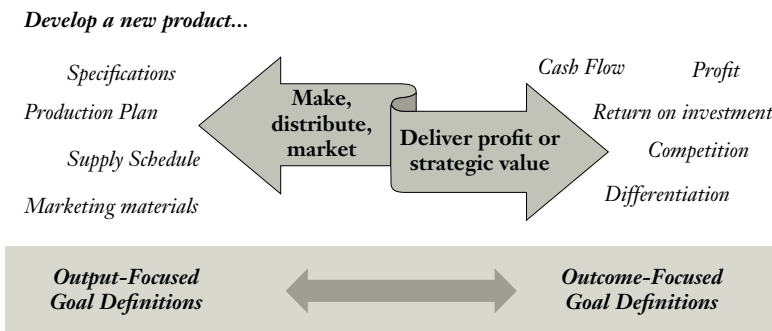 Develop a new product...
Specifications
Production Plan
Supply Schedule
Marketing materials
Make,
distribute,
market
Deliver profit or
strategic value
Cash Flow
Profit
Return on investment
Competition
Differentiation
Output-Focused
Goal Definitions
Outcome-Focused
Goal Definitions